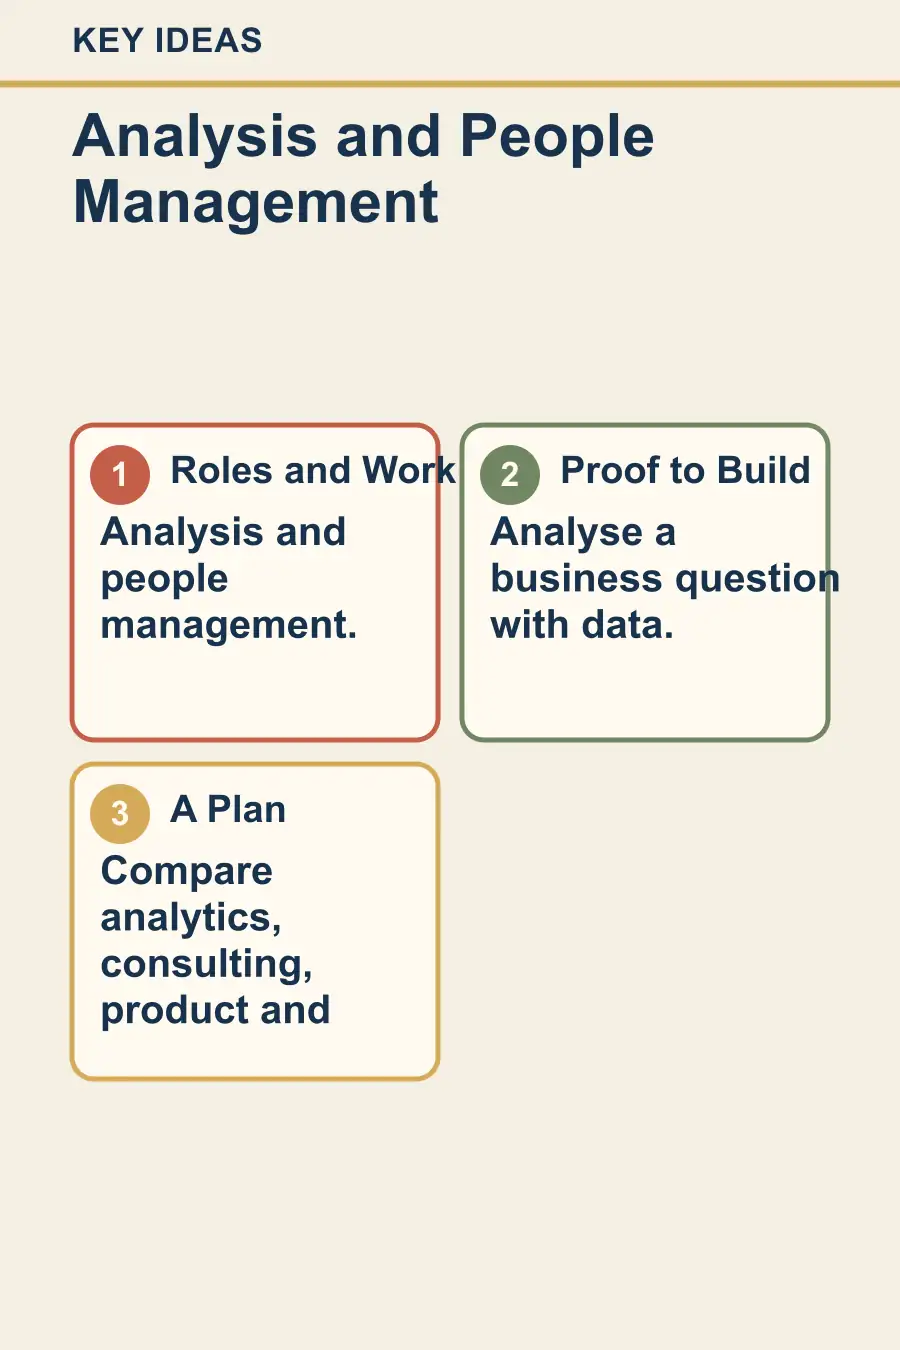 KEY IDEAS
Analysis and People
Management
1
Roles and Work
Analysis and
people
management.
2
Proof to Build
Analyse a
business question
with data.
3
A Plan
Compare
analytics,
consulting,
product and